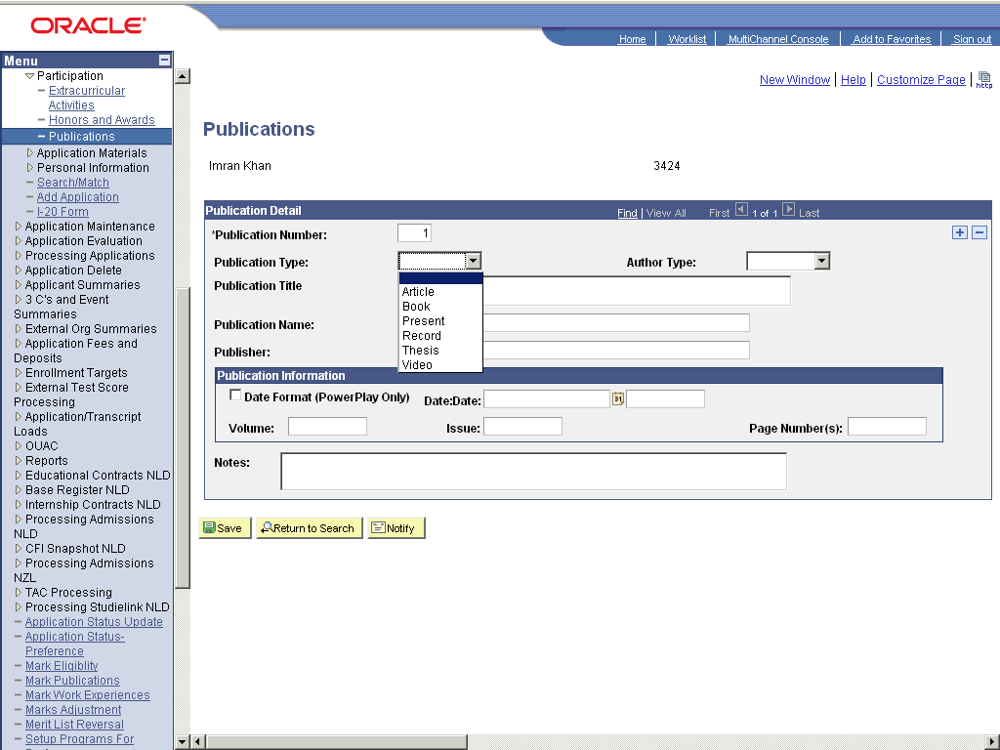 ORACLE®
Home
Worklist
MultiChannel Console
Add to Favorites
Sign out
Menu
Participation
Extracurricular
Activities
Honors and Awards
Publications
Application Materials
Personal Information
Search/Match
Add Application
I-20 Form
Application Maintenance
Application Evaluation
Processing Applications
Application Delete
Applicant Summaries
3 C's and Event
Summaries
External Org Summaries
Application Fees and
Deposits
Enrollment Targets
External Test Score
Processing
Application/Transcript
Loads
OUAC
Reports
Educational Contracts NLD
Base Register NLD
Internship Contracts NLD
Processing Admissions
NLD
CFI Snapshot NLD
Processing Admissions
NZL
TAC Processing
Processing Studielink NLD
Application Status Update
Application Status-
Preference
Mark Eligiblity
Mark Publications
Mark Work Experiences
Marks Adjustment
Merit List Reversal
Setup Programs For
New Window | Help | Customize Page | http
Publications
Imran Khan 3424
Publication Detail Find | View All First 1 of 1 Last
*Publication Number: 1
Publication Type: Author Type:
Article
Book
Present
Record
Thesis
Video
Publication Title
Publication Name:
Publisher:
Publication Information
Date Format (PowerPlay Only) Date:Date: 31
Volume: Issue: Page Number(s):
Notes:
Save Return to Search Notify